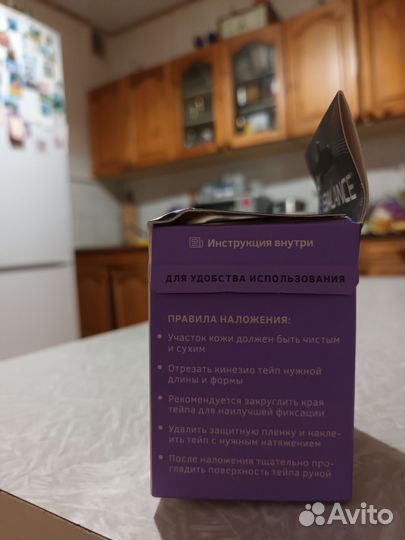 BALANCE
Инструкция внутри
ДЛЯ УДОБСТВА ИСПОЛЬЗОВАНИЯ
ПРАВИЛА НАЛОЖЕНИЯ:
• Участок кожи должен быть чистым
и сухим
• Отрезать кинезио тейп нужной
длины и формы
• Рекомендуется закруглить края
тейпа для наилучшей фиксации
• Удалить защитную пленку и накле-
ить тейп с нужным натяжением
• После наложения тщательно про-
гладить поверхность тейпа рукой
Avito